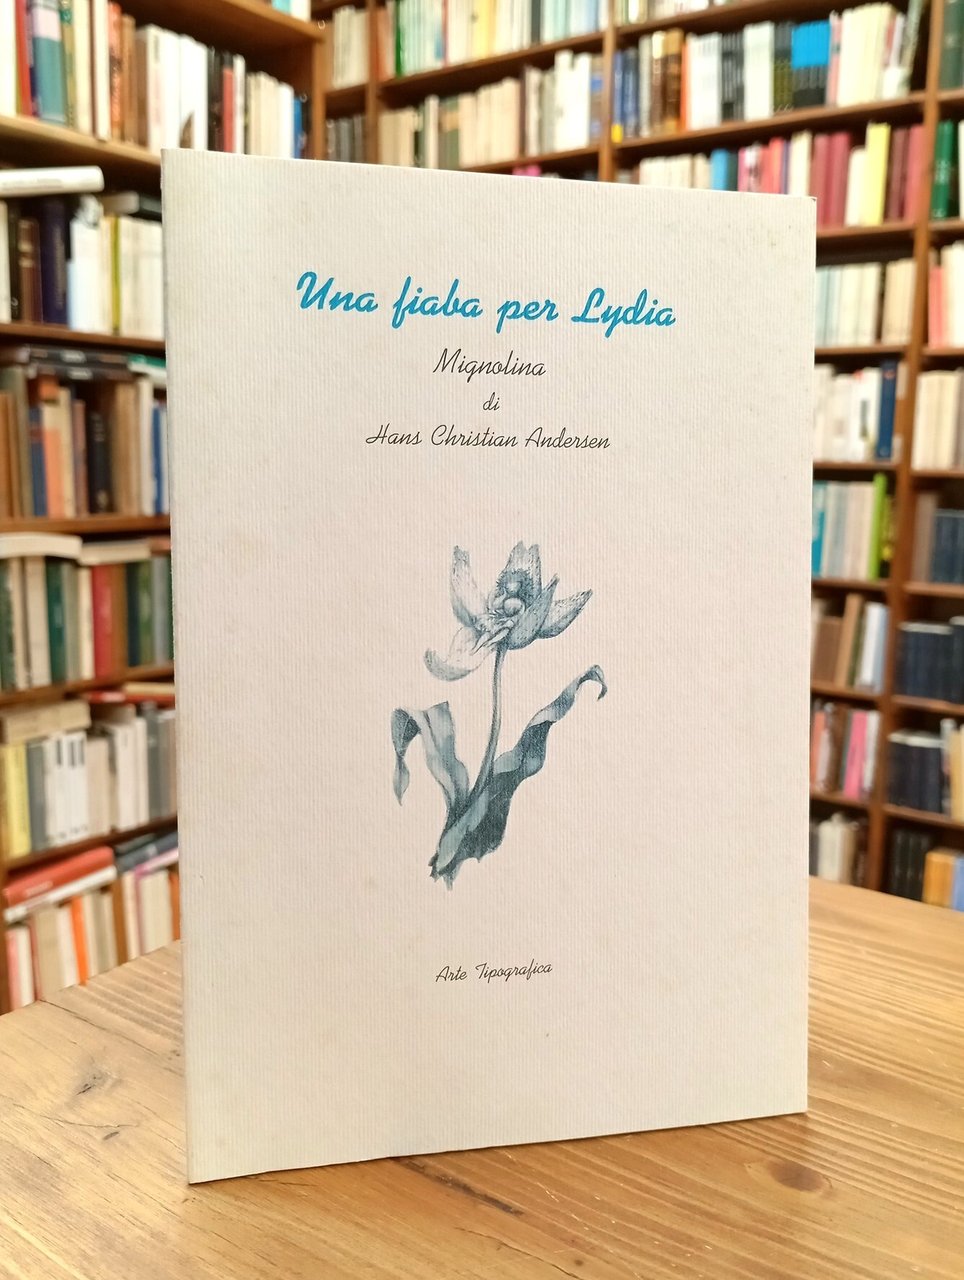 Una fiaba per Lydia
Mignolina
di
Hans Christian Andersen
Arte Tipografica